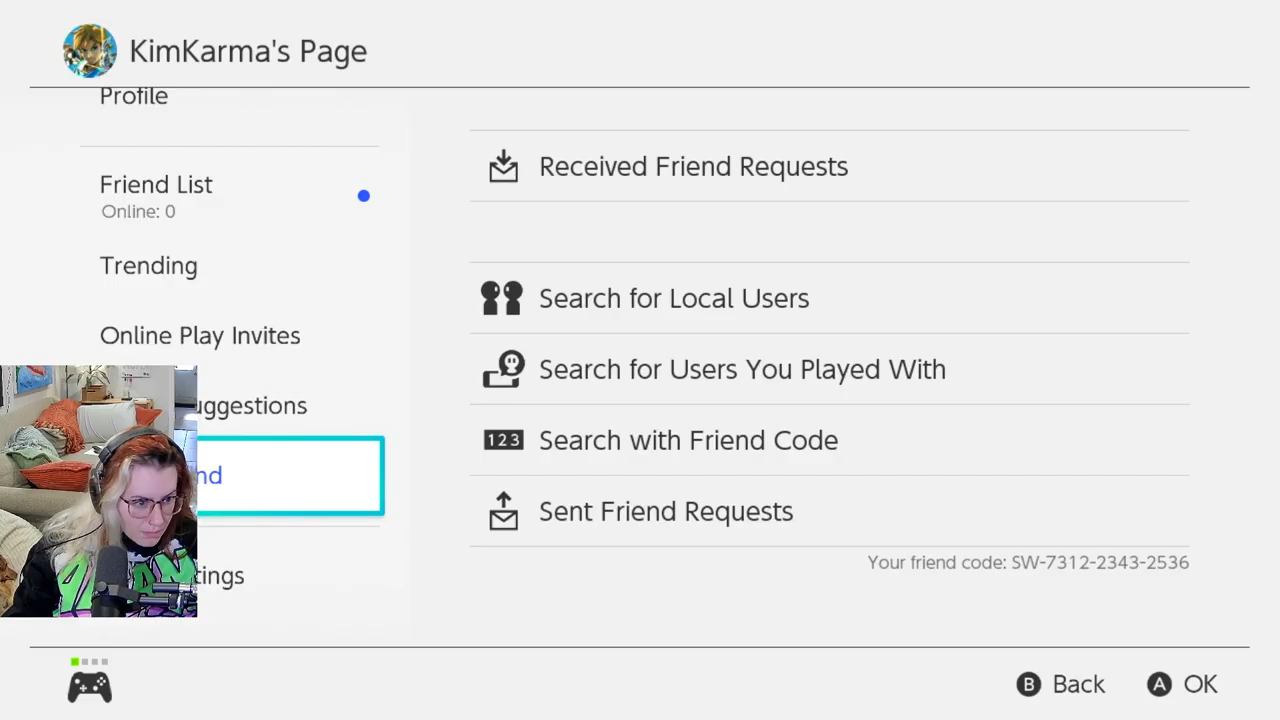 KimKarma's Page
Profile
Friend List
Online: 0
Trending
Online Play Invites
uggestions
nd
tings
Received Friend Requests
Search for Local Users
Search for Users You Played With
123 Search with Friend Code
Sent Friend Requests
Your friend code: SW-7312-2343-2536
B Back
A OK